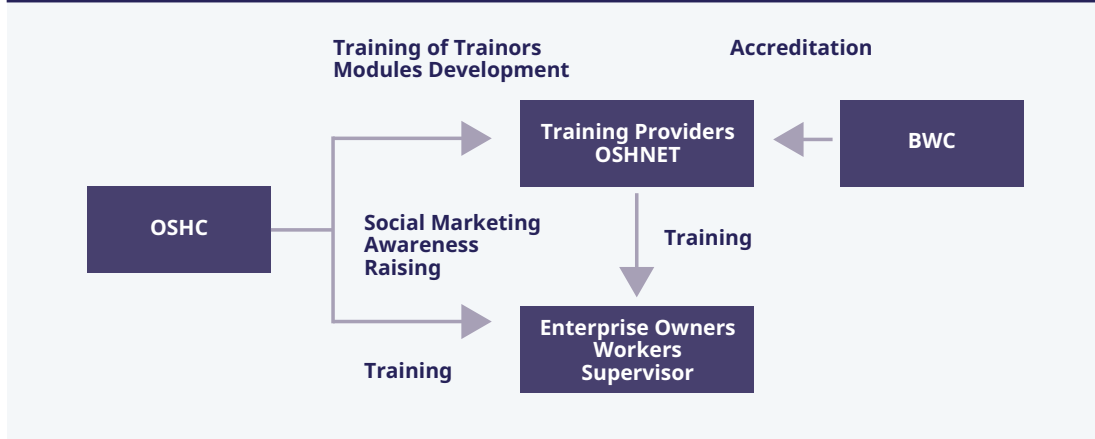 Training of Trainors
Modules Development
Accreditation
Training Providers
OSHNET
BWC
OSHC
Social Marketing
Awareness
Raising
Training
Enterprise Owners
Workers
Supervisor
Training